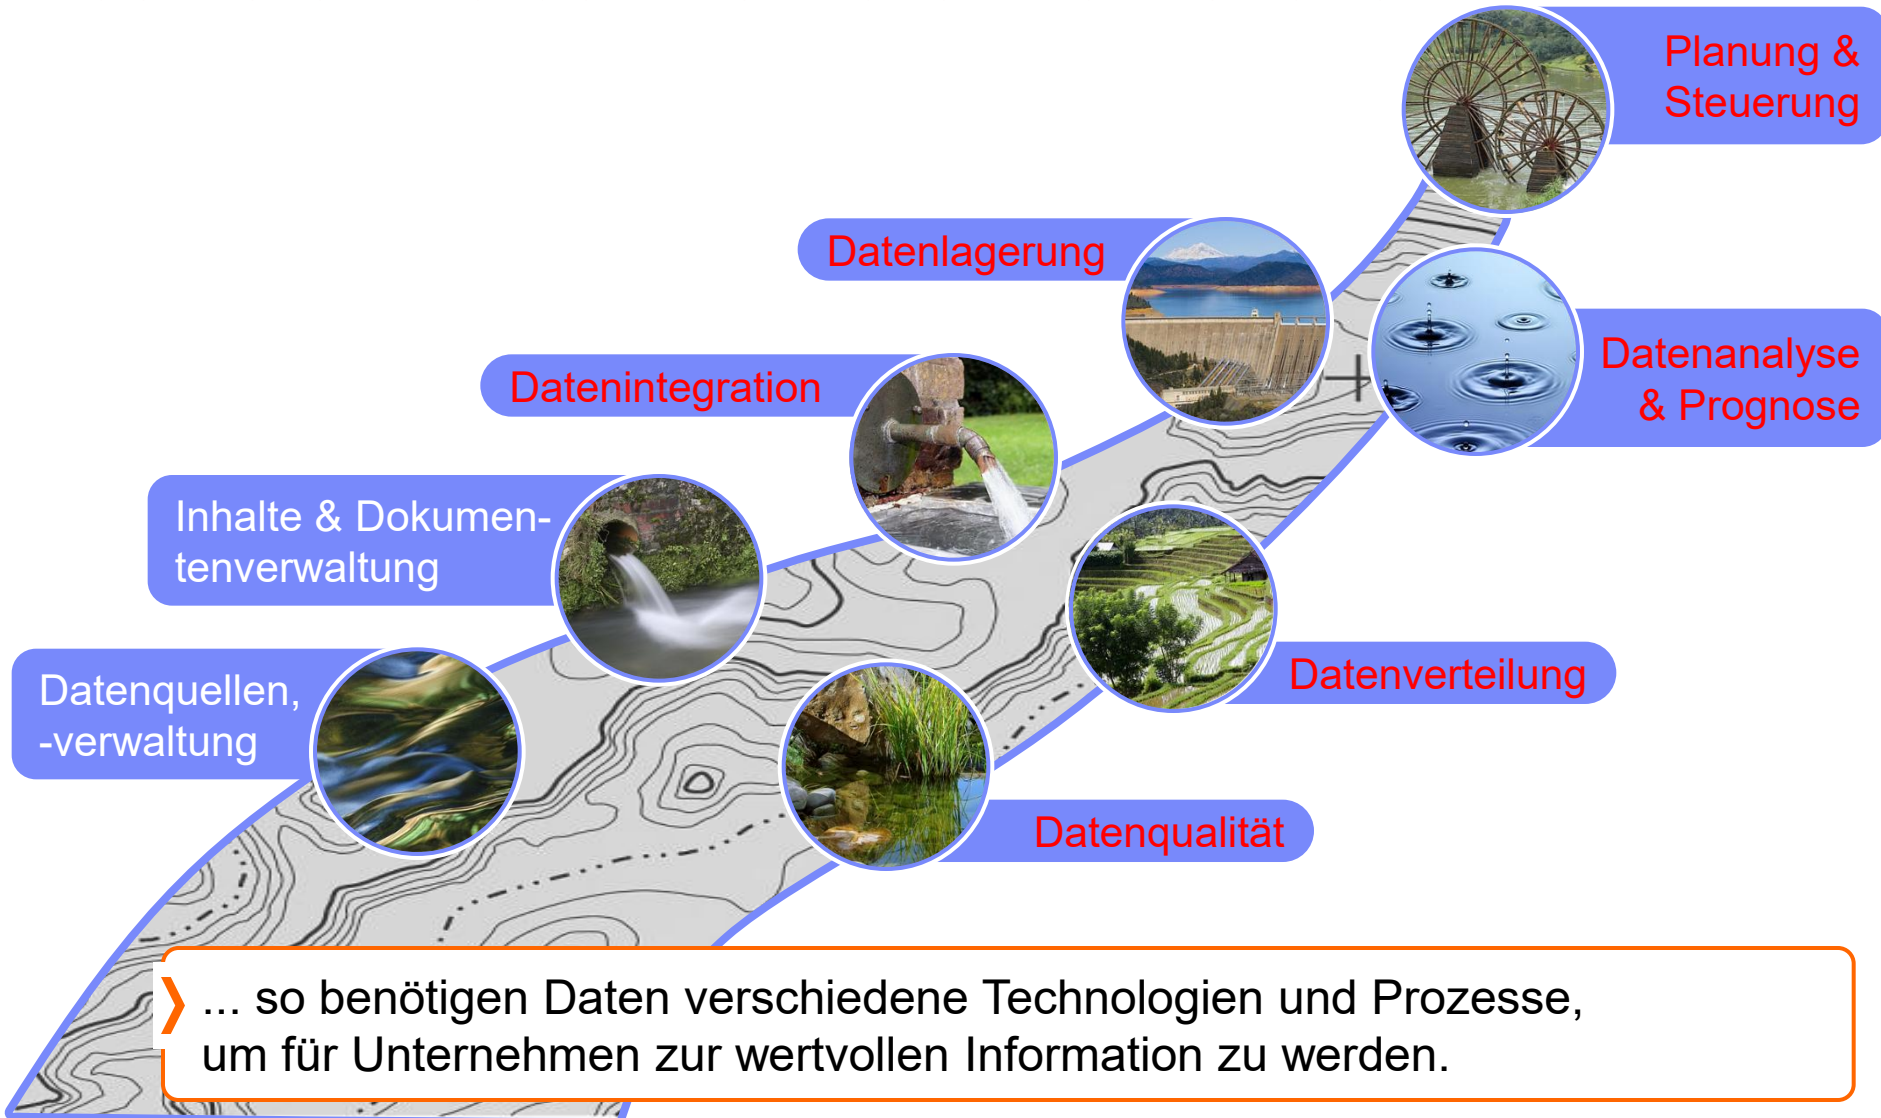 Planung &
Steuerung
Datenlagerung
Datenanalyse
& Prognose
Datenintegration
Inhalte & Dokumen-
tenverwaltung
Datenverteilung
Datenquellen,
-verwaltung
Datenqualität
... so benötigen Daten verschiedene Technologien und Prozesse,
um für Unternehmen zur wertvollen Information zu werden.